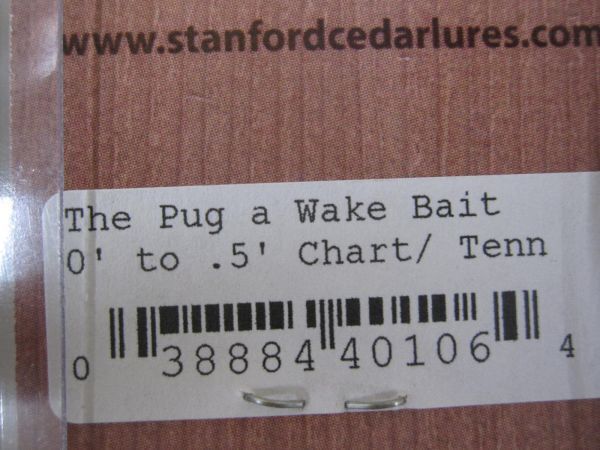 www.stanfordcedarlures.com
The Pug a Wake Bait
0' to .5' Chart/ Tenn
0 38884 40106 4